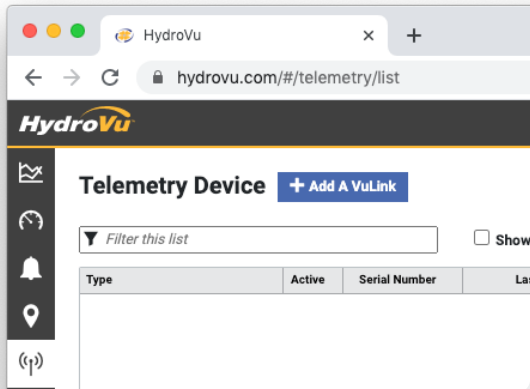 HydroVu
hydrovu.com/#/telemetry/list
HydroVu
Telemetry Device
Add A VuLink
Filter this list
Show
Type Active Serial Number